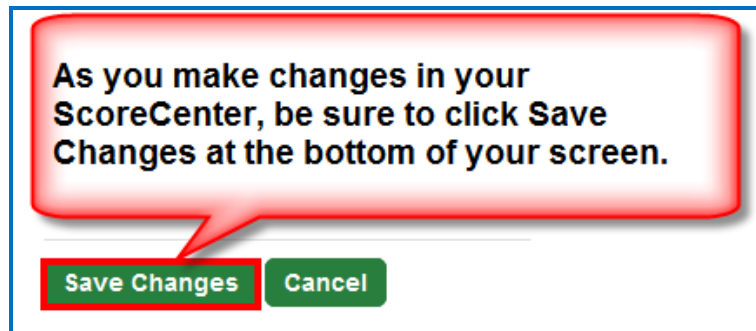 As you make changes in your
ScoreCenter, be sure to click Save
Changes at the bottom of your screen.
Save Changes Cancel